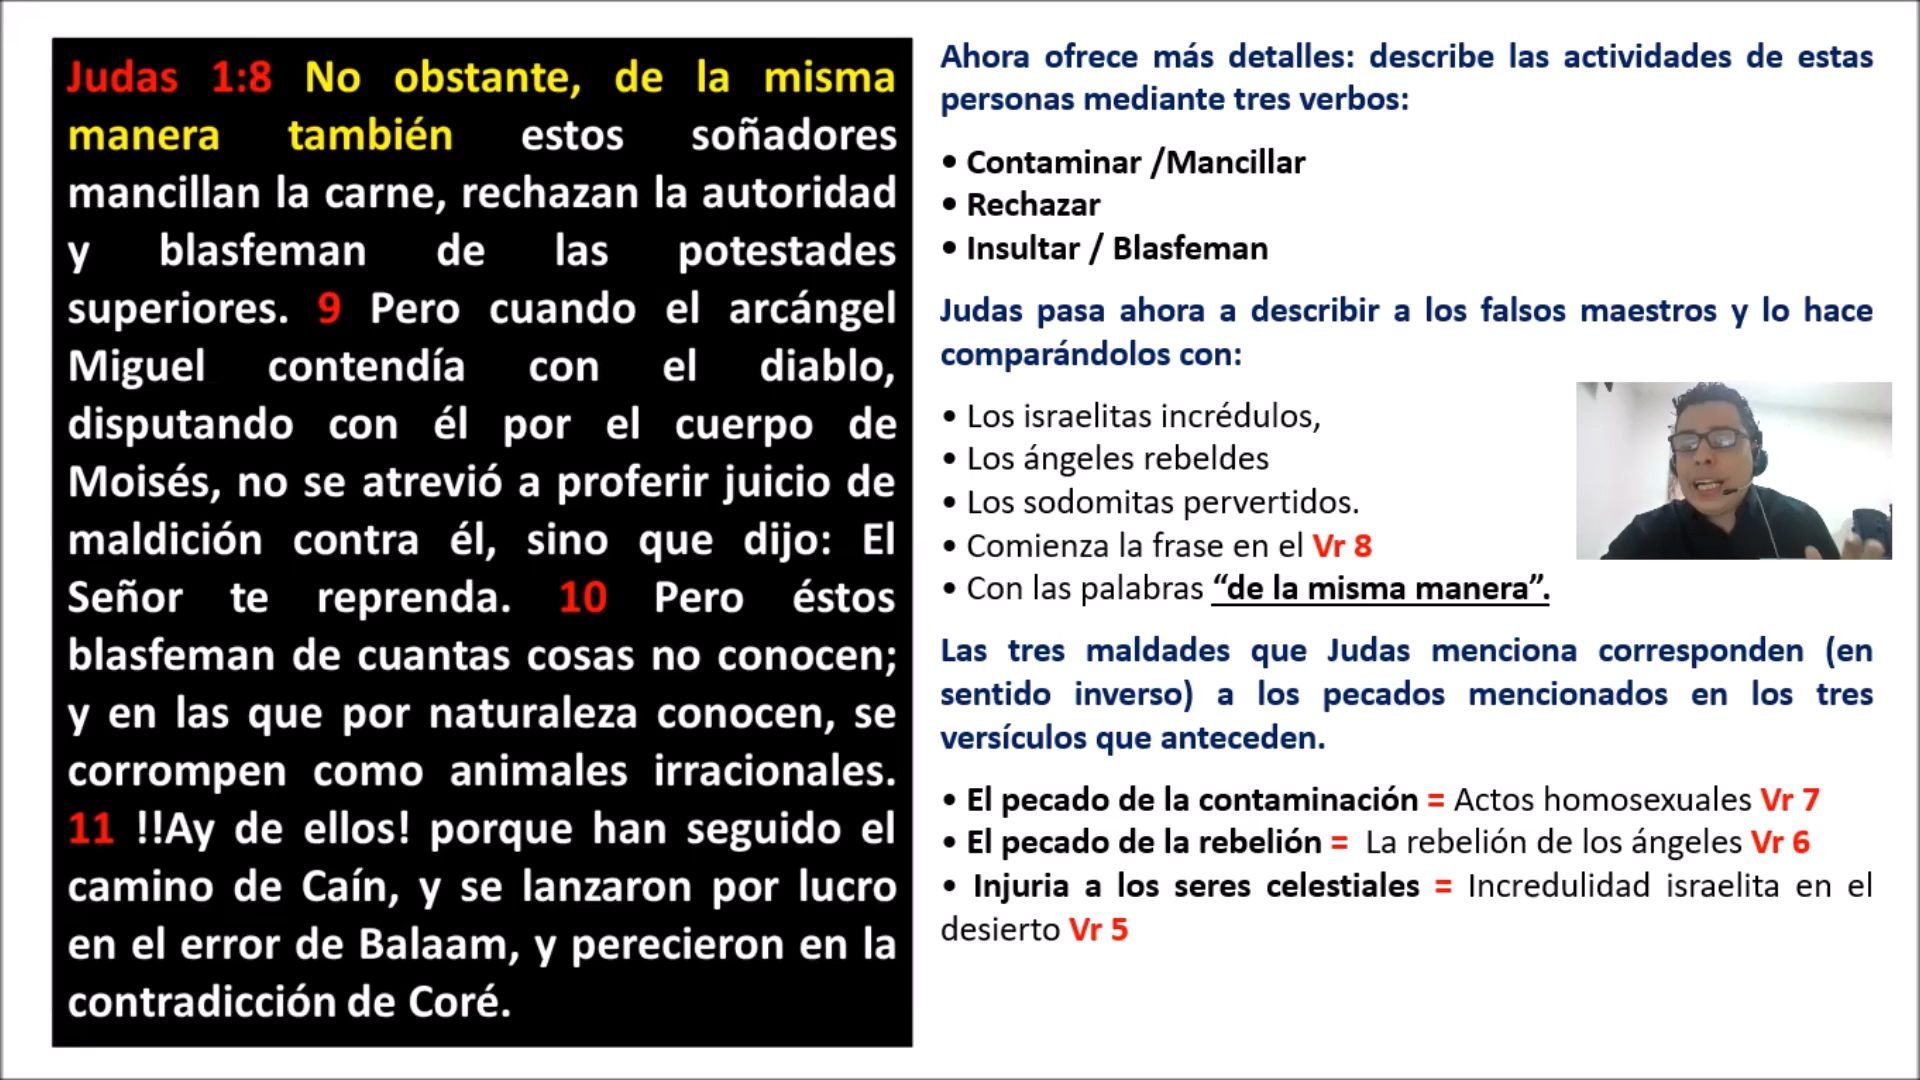 Judas 1:8 No obstante, de la misma
manera también estos soñadores
mancillan la carne, rechazan la autoridad
y blasfeman de las potestades
superiores. 9 Pero cuando el arcángel
Miguel contendía con el diablo,
disputando con él por el cuerpo de
Moisés, no se atrevió a proferir juicio de
maldición contra él, sino que dijo: El
Señor te reprenda. 10 Pero éstos
blasfeman de cuantas cosas no conocen;
y en las que por naturaleza conocen, se
corrompen como animales irracionales.
11 !!Ay de ellos! porque han seguido el
camino de Caín, y se lanzaron por lucro
en el error de Balaam, y perecieron en la
contradicción de Coré.
Ahora ofrece más detalles: describe las actividades de estas
personas mediante tres verbos:
• Contaminar /Mancillar
• Rechazar
• Insultar / Blasfeman
Judas pasa ahora a describir a los falsos maestros y lo hace
comparándolos con:
• Los israelitas incrédulos,
• Los ángeles rebeldes
• Los sodomitas pervertidos.
• Comienza la frase en el Vr 8
• Con las palabras “de la misma manera”.
Las tres maldades que Judas menciona corresponden (en
sentido inverso) a los pecados mencionados en los tres
versículos que anteceden.
• El pecado de la contaminación = Actos homosexuales Vr 7
• El pecado de la rebelión = La rebelión de los ángeles Vr 6
• Injuria a los seres celestiales = Incredulidad israelita en el
desierto Vr 5